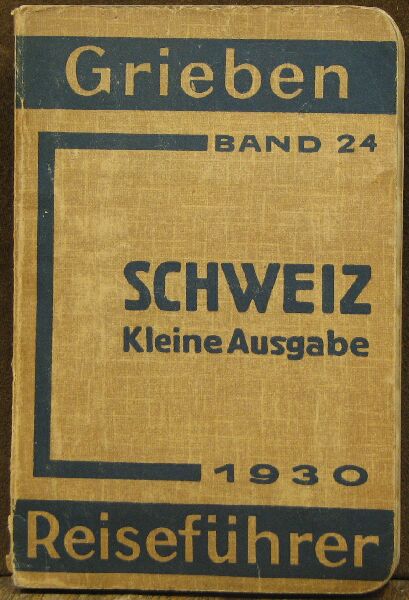 Grieben
BAND 24
SCHWEIZ
Kleine Ausgabe
1930
Reiseführer